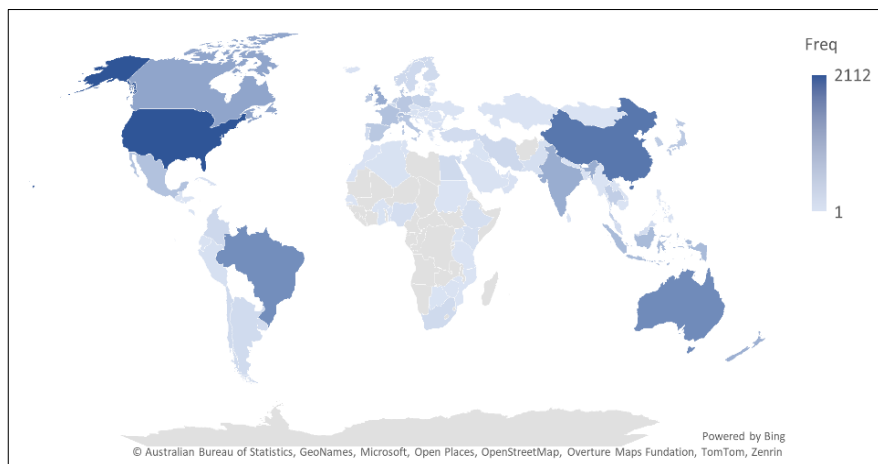 Freq
2112
1
Powered by Bing
© Australian Bureau of Statistics, GeoNames, Microsoft, Open Places, OpenStreetMap, Overture Maps Fundation, TomTom, Zenrin